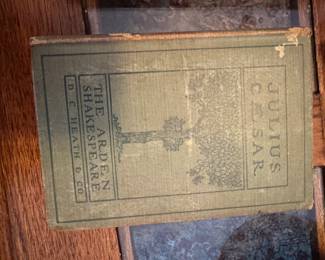 JULIUS
CÆSAR
THE ARDEN
SHAKESPEARE
D. C. HEATH & CO.